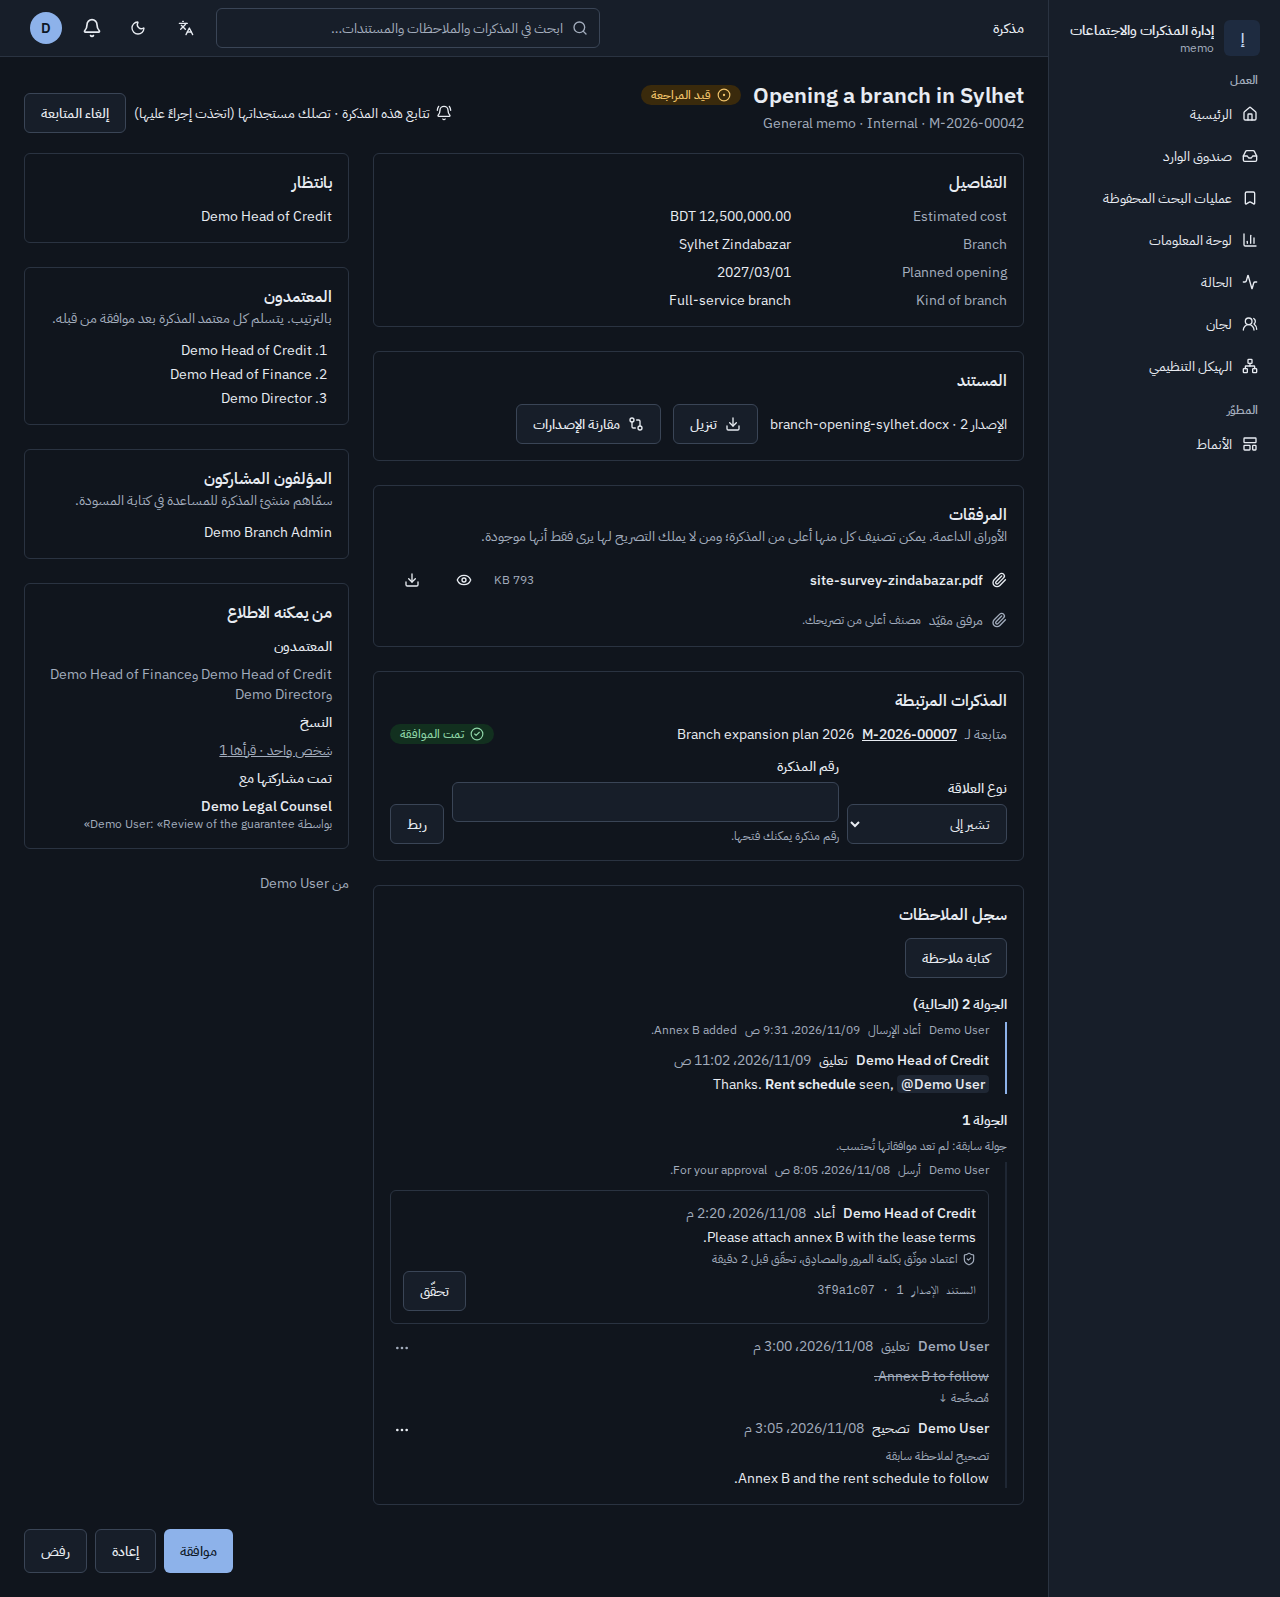 إ
إدارة المذكرات والاجتماعات
memo
العمل
الرئيسية
صندوق الوارد
عمليات البحث المحفوظة
لوحة المعلومات
الحالة
لجان
الهيكل التنظيمي
المطوّر
الأنماط
مذكرة
ابحث في المذكرات والملاحظات والمستندات...
D
Opening a branch in Sylhet
قيد المراجعة
General memo · Internal · M-2026-00042
تتابع هذه المذكرة · تصلك مستجداتها (اتخذت إجراءً عليها)
إلغاء المتابعة
التفاصيل
Estimated cost BDT 12,500,000.00
Branch Sylhet Zindabazar
Planned opening 2027/03/01
Kind of branch Full-service branch
المستند
الإصدار 2 · branch-opening-sylhet.docx
تنزيل
مقارنة الإصدارات
المرفقات
الأوراق الداعمة. يمكن تصنيف كل منها أعلى من المذكرة؛ ومن لا يملك التصريح لها يرى فقط أنها موجودة.
site-survey-zindabazar.pdf
793 KB
مرفق مقيّد مصنف أعلى من تصريحك.
المذكرات المرتبطة
متابعة لـ M-2026-00007 Branch expansion plan 2026
تمت الموافقة
نوع العلاقة
تشير إلى
رقم المذكرة
رقم مذكرة يمكنك فتحها.
ربط
سجل الملاحظات
كتابة ملاحظة
الجولة 2 (الحالية)
Demo User أعاد الإرسال 2026/11/09، 9:31 ص Annex B added.
Demo Head of Credit تعليق 2026/11/09، 11:02 ص
Thanks. Rent schedule seen, @Demo User
الجولة 1
جولة سابقة: لم تعد موافقاتها تُحتسب.
Demo User أرسل 2026/11/08، 8:05 ص For your approval.
Demo Head of Credit أعاد 2026/11/08، 2:20 م
Please attach annex B with the lease terms.
اعتماد موثّق بكلمة المرور والمصادِق، تحقّق قبل 2 دقيقة
المستند الإصدار 1 · 3f9a1c07
تحقّق
Demo User تعليق 2026/11/08، 3:00 م
Annex B to follow.
مُصحَّحة ↓
Demo User تصحيح 2026/11/08، 3:05 م
تصحيح لملاحظة سابقة
Annex B and the rent schedule to follow.
بانتظار
Demo Head of Credit
المعتمدون
بالترتيب. يتسلم كل معتمد المذكرة بعد موافقة من قبله.
1. Demo Head of Credit
2. Demo Head of Finance
3. Demo Director
المؤلفون المشاركون
سمّاهم منشئ المذكرة للمساعدة في كتابة المسودة.
Demo Branch Admin
من يمكنه الاطلاع
المعتمدون
Demo Head of Credit وDemo Head of Finance
وDemo Director
النسخ
شخص واحد · قرأها 1
تمت مشاركتها مع
Demo Legal Counsel
بواسطة Demo User: «Review of the guarantee»
من Demo User
موافقة
إعادة
رفض